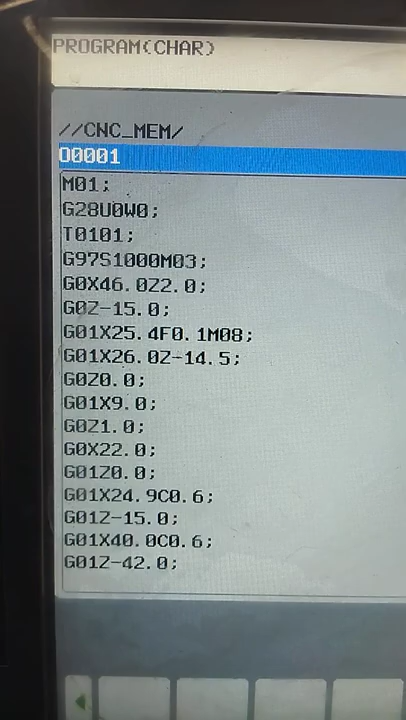 PROGRAM(CHAR)
//CNC_MEM/
O0001
M01;
G28U0W0;
T0101;
G97S1000M03;
G0X46.0Z2.0;
G0Z-15.0;
G01X25.4F0.1M08;
G01X26.0Z-14.5;
G0Z0.0;
G01X9.0;
G0Z1.0;
G0X22.0;
G01Z0.0;
G01X24.9C0.6;
G01Z-15.0;
G01X40.0C0.6;
G01Z-42.0;